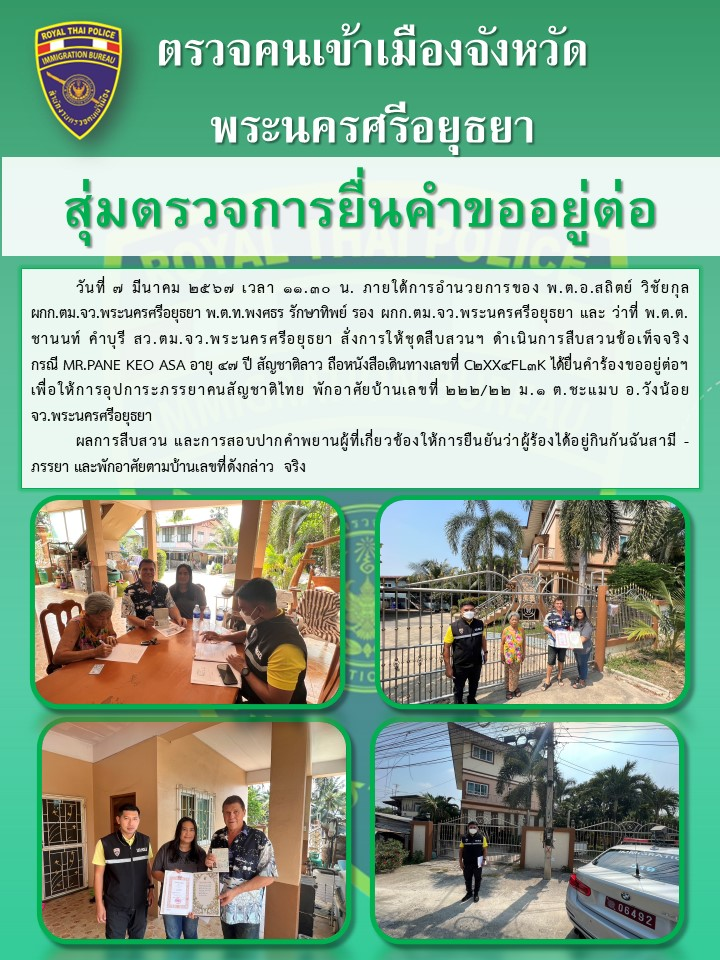 ROYAL THAI POLICE
IMMIGRATION BUREAU
สำนักงานตรวจคนเข้าเมือง
ตรวจคนเข้าเมืองจังหวัด
พระนครศรีอยุธยา
สุ่มตรวจการยื่นคำขออยู่ต่อ
วันที่ ๗ มีนาคม ๒๕๖๗ เวลา ๑๑.๓๐ น. ภายใต้การอำนวยการของ พ.ต.อ.สถิตย์ วิชัยกุล
ผกก.ตม.จว.พระนครศรีอยุธยา พ.ต.ท.พงศธร รักษาทิพย์ รอง ผกก.ตม.จว.พระนครศรีอยุธยา และ ว่าที่ พ.ต.ต.
ชานนท์ คำบุรี สว.ตม.จว.พระนครศรีอยุธยา สั่งการให้ชุดสืบสวนฯ ดำเนินการสืบสวนข้อเท็จจริง
กรณี MR.PANE KEO ASA อายุ ๔๗ ปี สัญชาติลาว ถือหนังสือเดินทางเลขที่ C๒XX๔FL๓K ได้ยื่นคำร้องขออยู่ต่อฯ
เพื่อให้การอุปการะภรรยาคนสัญชาติไทย พักอาศัยบ้านเลขที่ ๒๒๒/๒๒ ม.๑ ต.ชะแมบ อ.วังน้อย
จว.พระนครศรีอยุธยา
ผลการสืบสวน และการสอบปากคำพยานผู้ที่เกี่ยวข้องให้การยืนยันว่าผู้ร้องได้อยู่กินกันฉันสามี -
ภรรยา และพักอาศัยตามบ้านเลขที่ดังกล่าว จริง
06492